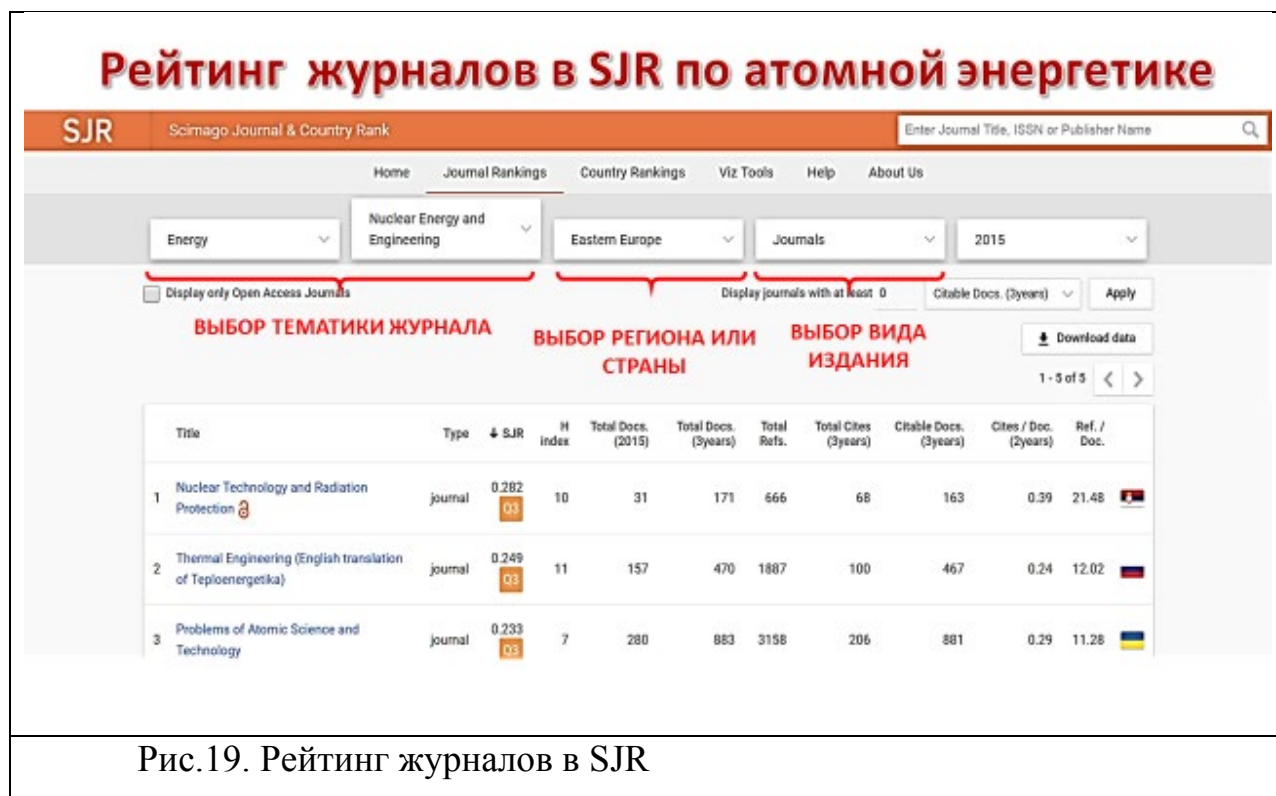 Рейтинг журналов в SJR по атомной энергетике
SJR Scimago Journal & Country Rank Enter Journal Title, ISSN or Publisher Name
Home Journal Rankings Country Rankings Viz Tools Help About Us
Energy Nuclear Energy and Engineering Eastern Europe Journals 2015
Display only Open Access Journals Display journals with at least 0 Citable Docs. (3years) Apply
ВЫБОР ТЕМАТИКИ ЖУРНАЛА
ВЫБОР РЕГИОНА ИЛИ
СТРАНЫ
ВЫБОР ВИДА
ИЗДАНИЯ
Download data
1 - 5 of 5
Title Type SJR H index Total Docs. (2015) Total Docs. (3years) Total Refs. Total Cites (3years) Citable Docs. (3years) Cites / Doc. (2years) Ref. / Doc.
1 Nuclear Technology and Radiation Protection journal 0.282 Q3 10 31 171 666 68 163 0.39 21.48
2 Thermal Engineering (English translation of Teploenergetika) journal 0.249 Q3 11 157 470 1887 100 467 0.24 12.02
3 Problems of Atomic Science and Technology journal 0.233 Q3 7 280 883 3158 206 881 0.29 11.28
Рис.19. Рейтинг журналов в SJR